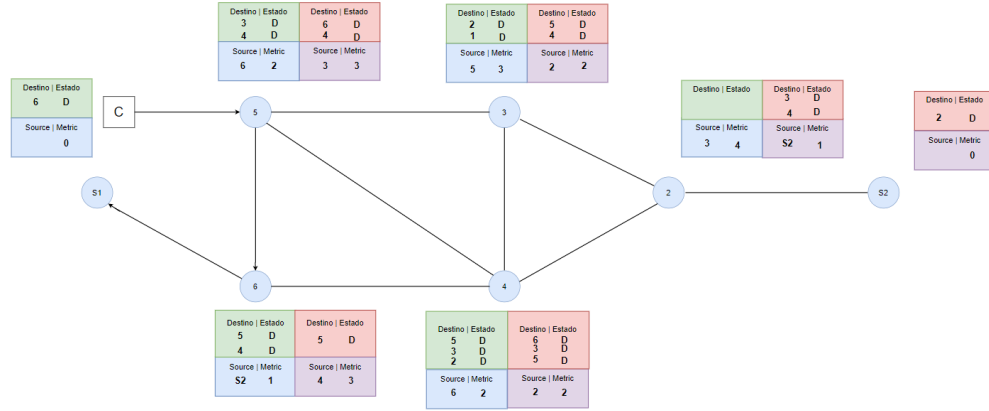 Destino | Estado
6 D
Source | Metric
0
C
S1
Destino | Estado
3 D
4 D
Source | Metric
6 2
Destino | Estado
6 D
4 D
Source | Metric
3 3
5
Destino | Estado
2 D
1 D
Source | Metric
5 3
Destino | Estado
5 D
4 D
Source | Metric
2 2
3
Source | Metric
3 4
Destino | Estado
3 D
4 D
Source | Metric
S2 1
2
Destino | Estado
2 D
Source | Metric
0
S2
6
Destino | Estado
5 D
4 D
Source | Metric
S2 1
Destino | Estado
5 D
Source | Metric
4 3
4
Destino | Estado
5 D
3 D
2 D
Source | Metric
6 2
Destino | Estado
6 D
3 D
5 D
Source | Metric
2 2